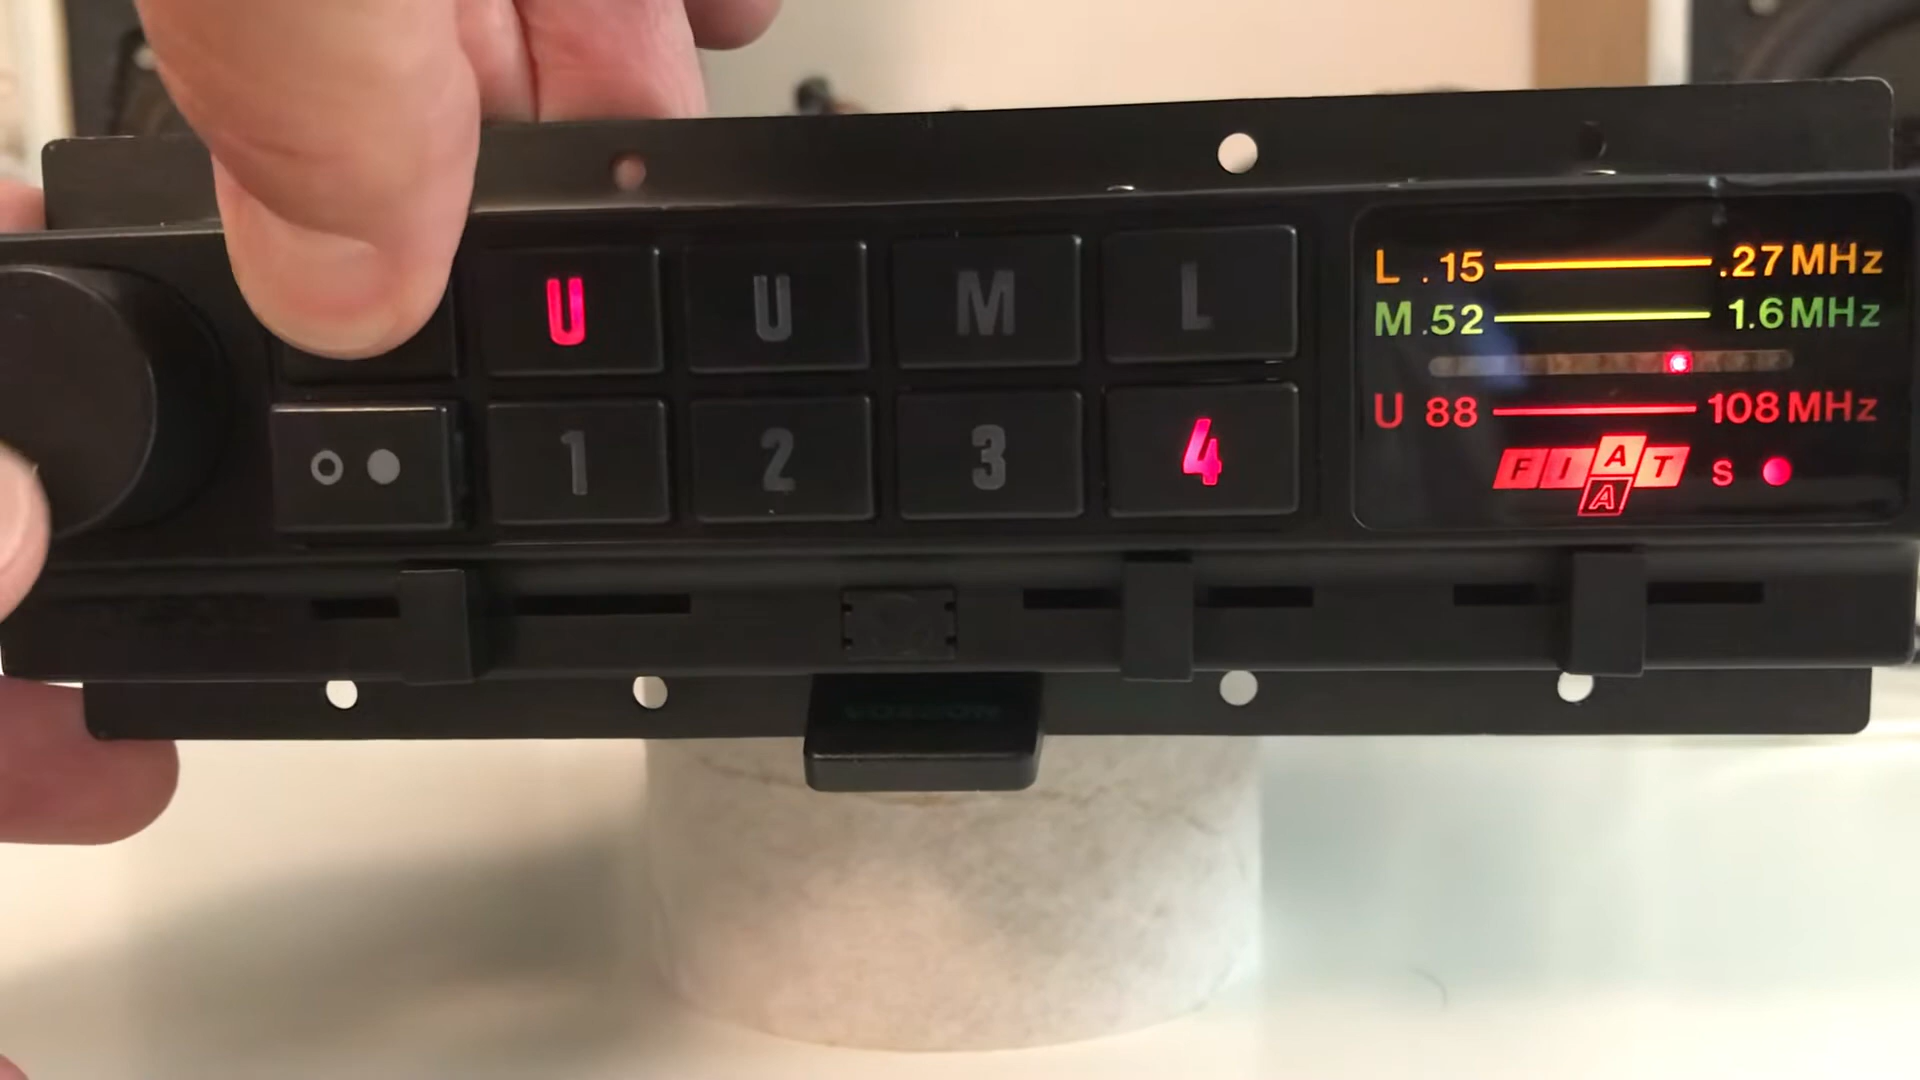 U U M L
1 2 3 4
L .15 .27 MHz
M .52 1.6 MHz
U 88 108 MHz
FIAT S
A